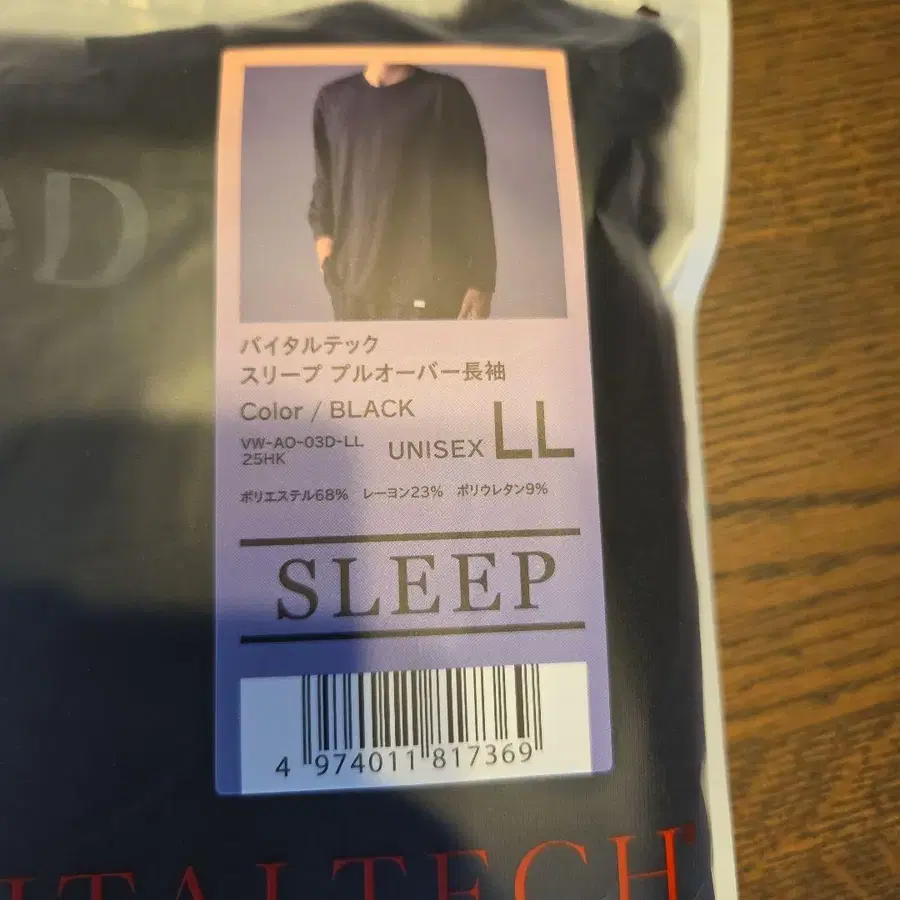 バイタルテック
スリープ プルオーバー長袖
Color / BLACK
VW-AO-03D-LL
25HK
UNISEX LL
ポリエステル68% レーヨン23% ポリウレタン9%
SLEEP
4 974011 817369
ITALTECH